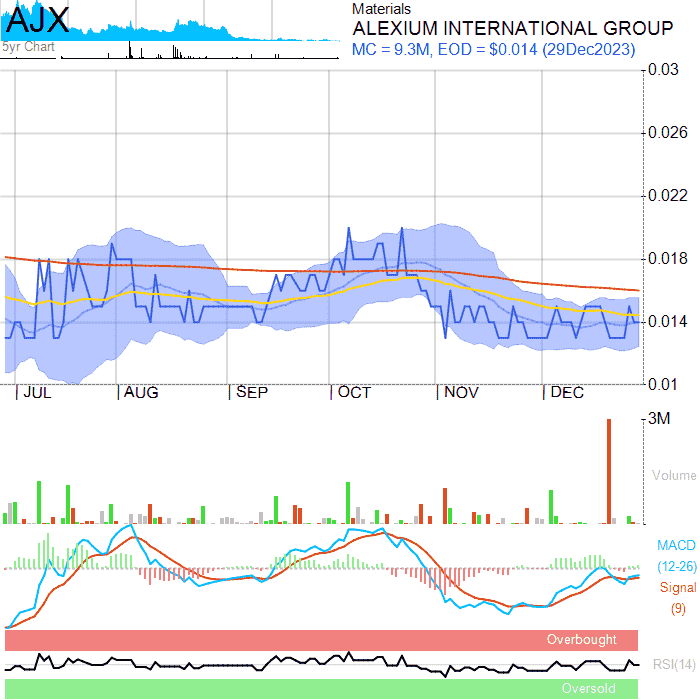 AJX
5yr Chart
Materials
ALEXIUM INTERNATIONAL GROUP
MC = 9.3M, EOD = $0.014 (29Dec2023)
0.03
0.026
0.022
0.018
0.014
0.01
JUL AUG SEP OCT NOV DEC
3M
Volume
MACD
(12-26)
Signal
(9)
Overbought
RSI(14)
Oversold